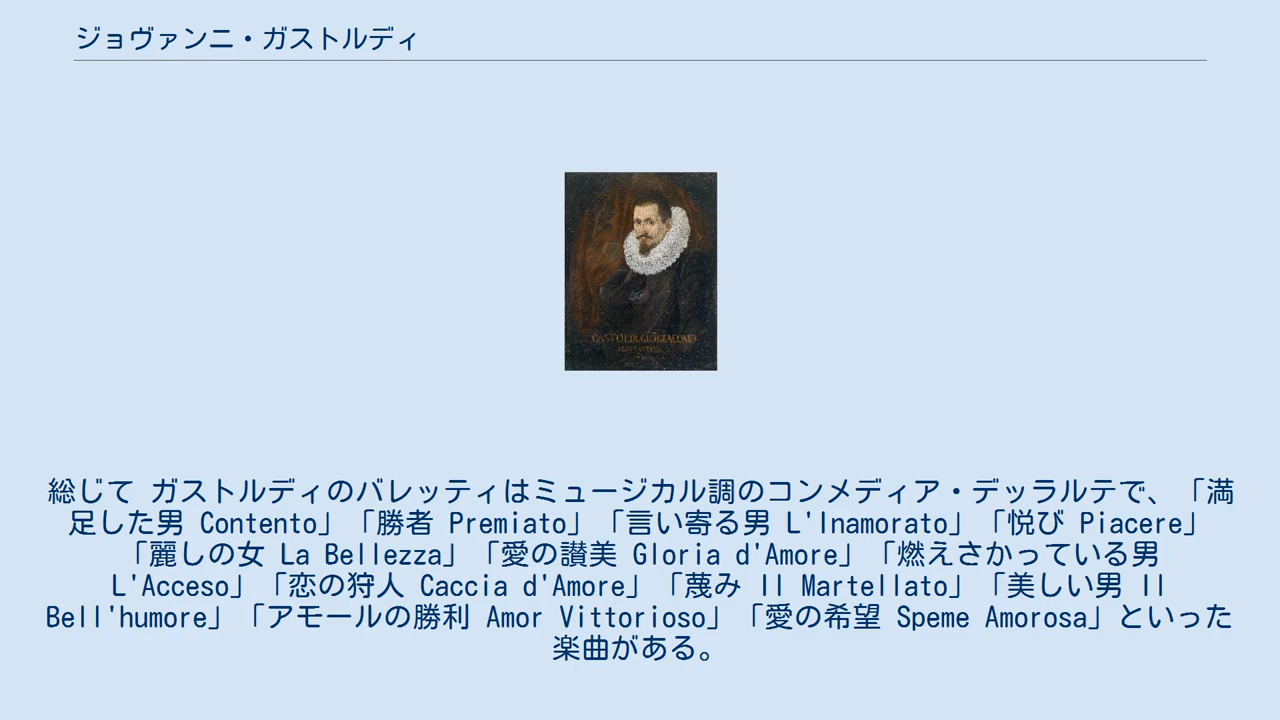 ジョヴァンニ・ガストルディ
GASTOLDI.GIO.GIACOMO
総じて ガストルディのバレッティはミュージカル調のコンメディア・デッラルテで、「満
足した男 Contento」「勝者 Premiato」「言い寄る男 L'Inamorato」「悦び Piacere」
「麗しの女 La Bellezza」「愛の讃美 Gloria d'Amore」「燃えさかっている男
L'Acceso」「恋の狩人 Caccia d'Amore」「蔑み Il Martellato」「美しい男 Il
Bell'humore」「アモールの勝利 Amor Vittorioso」「愛の希望 Speme Amorosa」といった
楽曲がある。